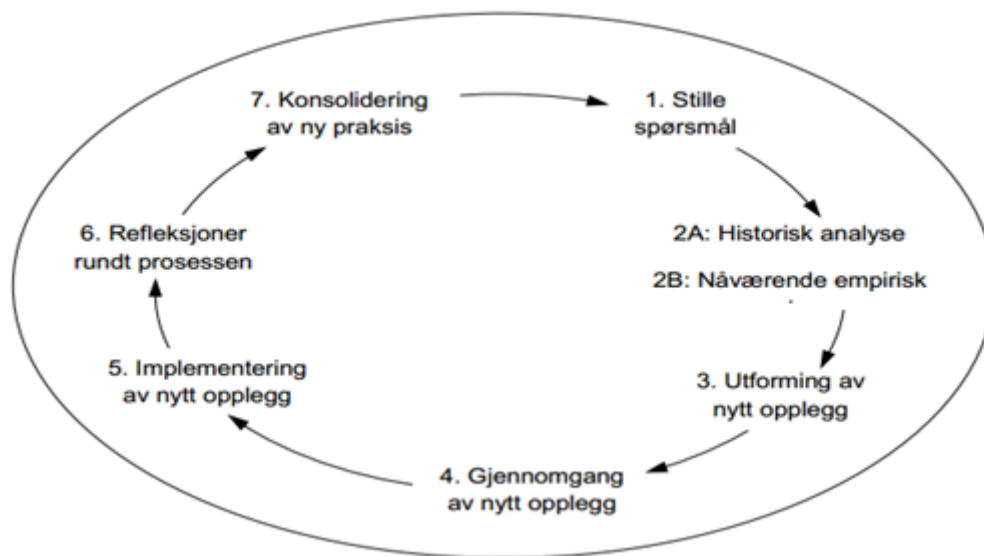 7. Konsolidering
av ny praksis
1. Stille
spørsmål
2A: Historisk analyse
2B: Nåværende empirisk
3. Utforming av
nytt opplegg
4. Gjennomgang
av nytt opplegg
5. Implementering
av nytt opplegg
6. Refleksjoner
rundt prosessen